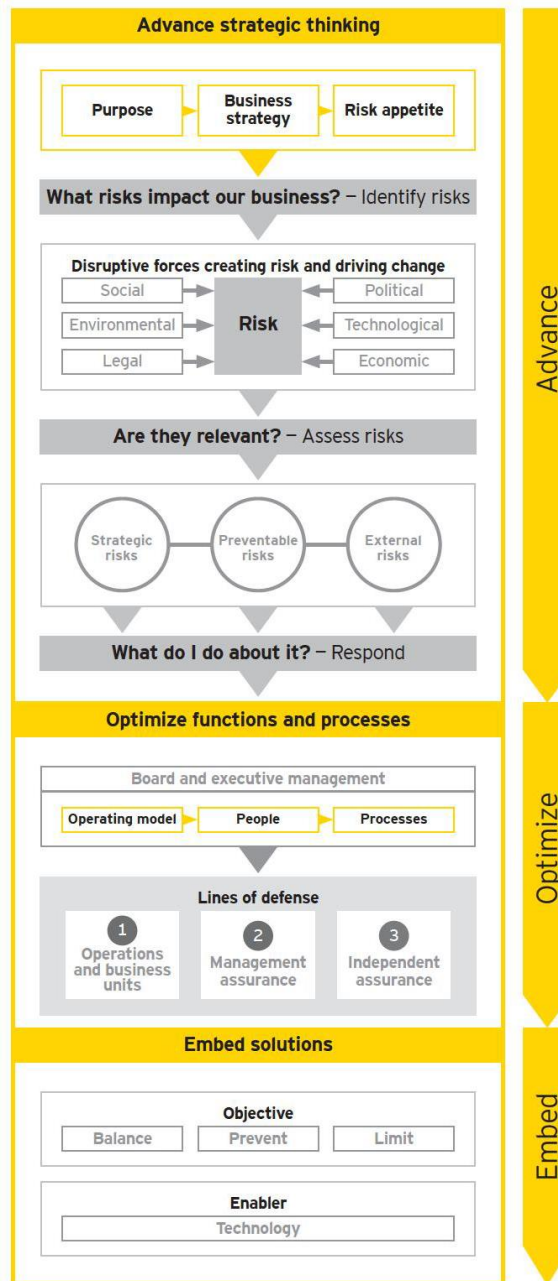 Advance strategic thinking
Purpose
Business
strategy
Risk appetite
What risks impact our business? – Identify risks
Disruptive forces creating risk and driving change
Social
Political
Environmental
Risk
Technological
Legal
Economic
Are they relevant? – Assess risks
Strategic
risks
Preventable
risks
External
risks
What do I do about it? – Respond
Advance
Optimize functions and processes
Board and executive management
Operating model
People
Processes
Lines of defense
1
Operations
and business
units
2
Management
assurance
3
Independent
assurance
Optimize
Embed solutions
Objective
Balance
Prevent
Limit
Enabler
Technology
Embed